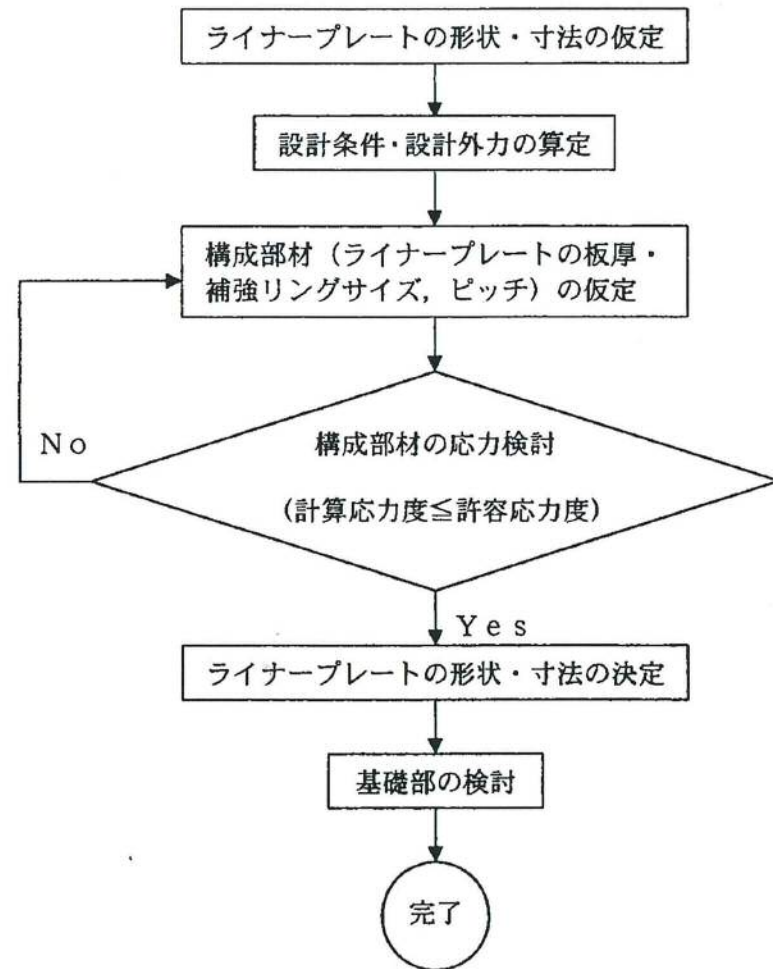 ライナープレートの形状・寸法の仮定
設計条件・設計外力の算定
構成部材（ライナープレートの板厚・
補強リングサイズ，ピッチ）の仮定
No
構成部材の応力検討
(計算応力度≦許容応力度)
Yes
ライナープレートの形状・寸法の決定
基礎部の検討
完了